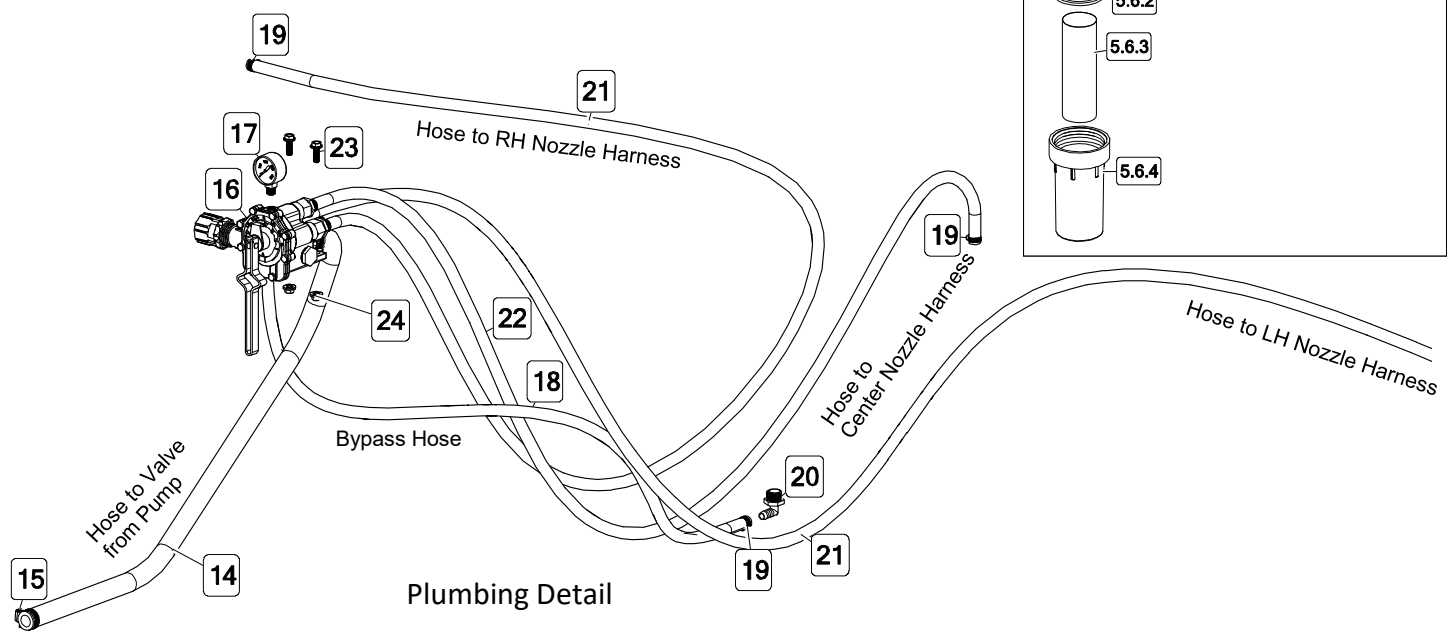 5.6.2
5.6.3
5.6.4
19
21
Hose to RH Nozzle Harness
17
23
16
19
24
22
18
Bypass Hose
Hose to
Center Nozzle Harness
Hose to LH Nozzle Harness
Hose to Valve
from Pump
20
15
14
19
21
Plumbing Detail